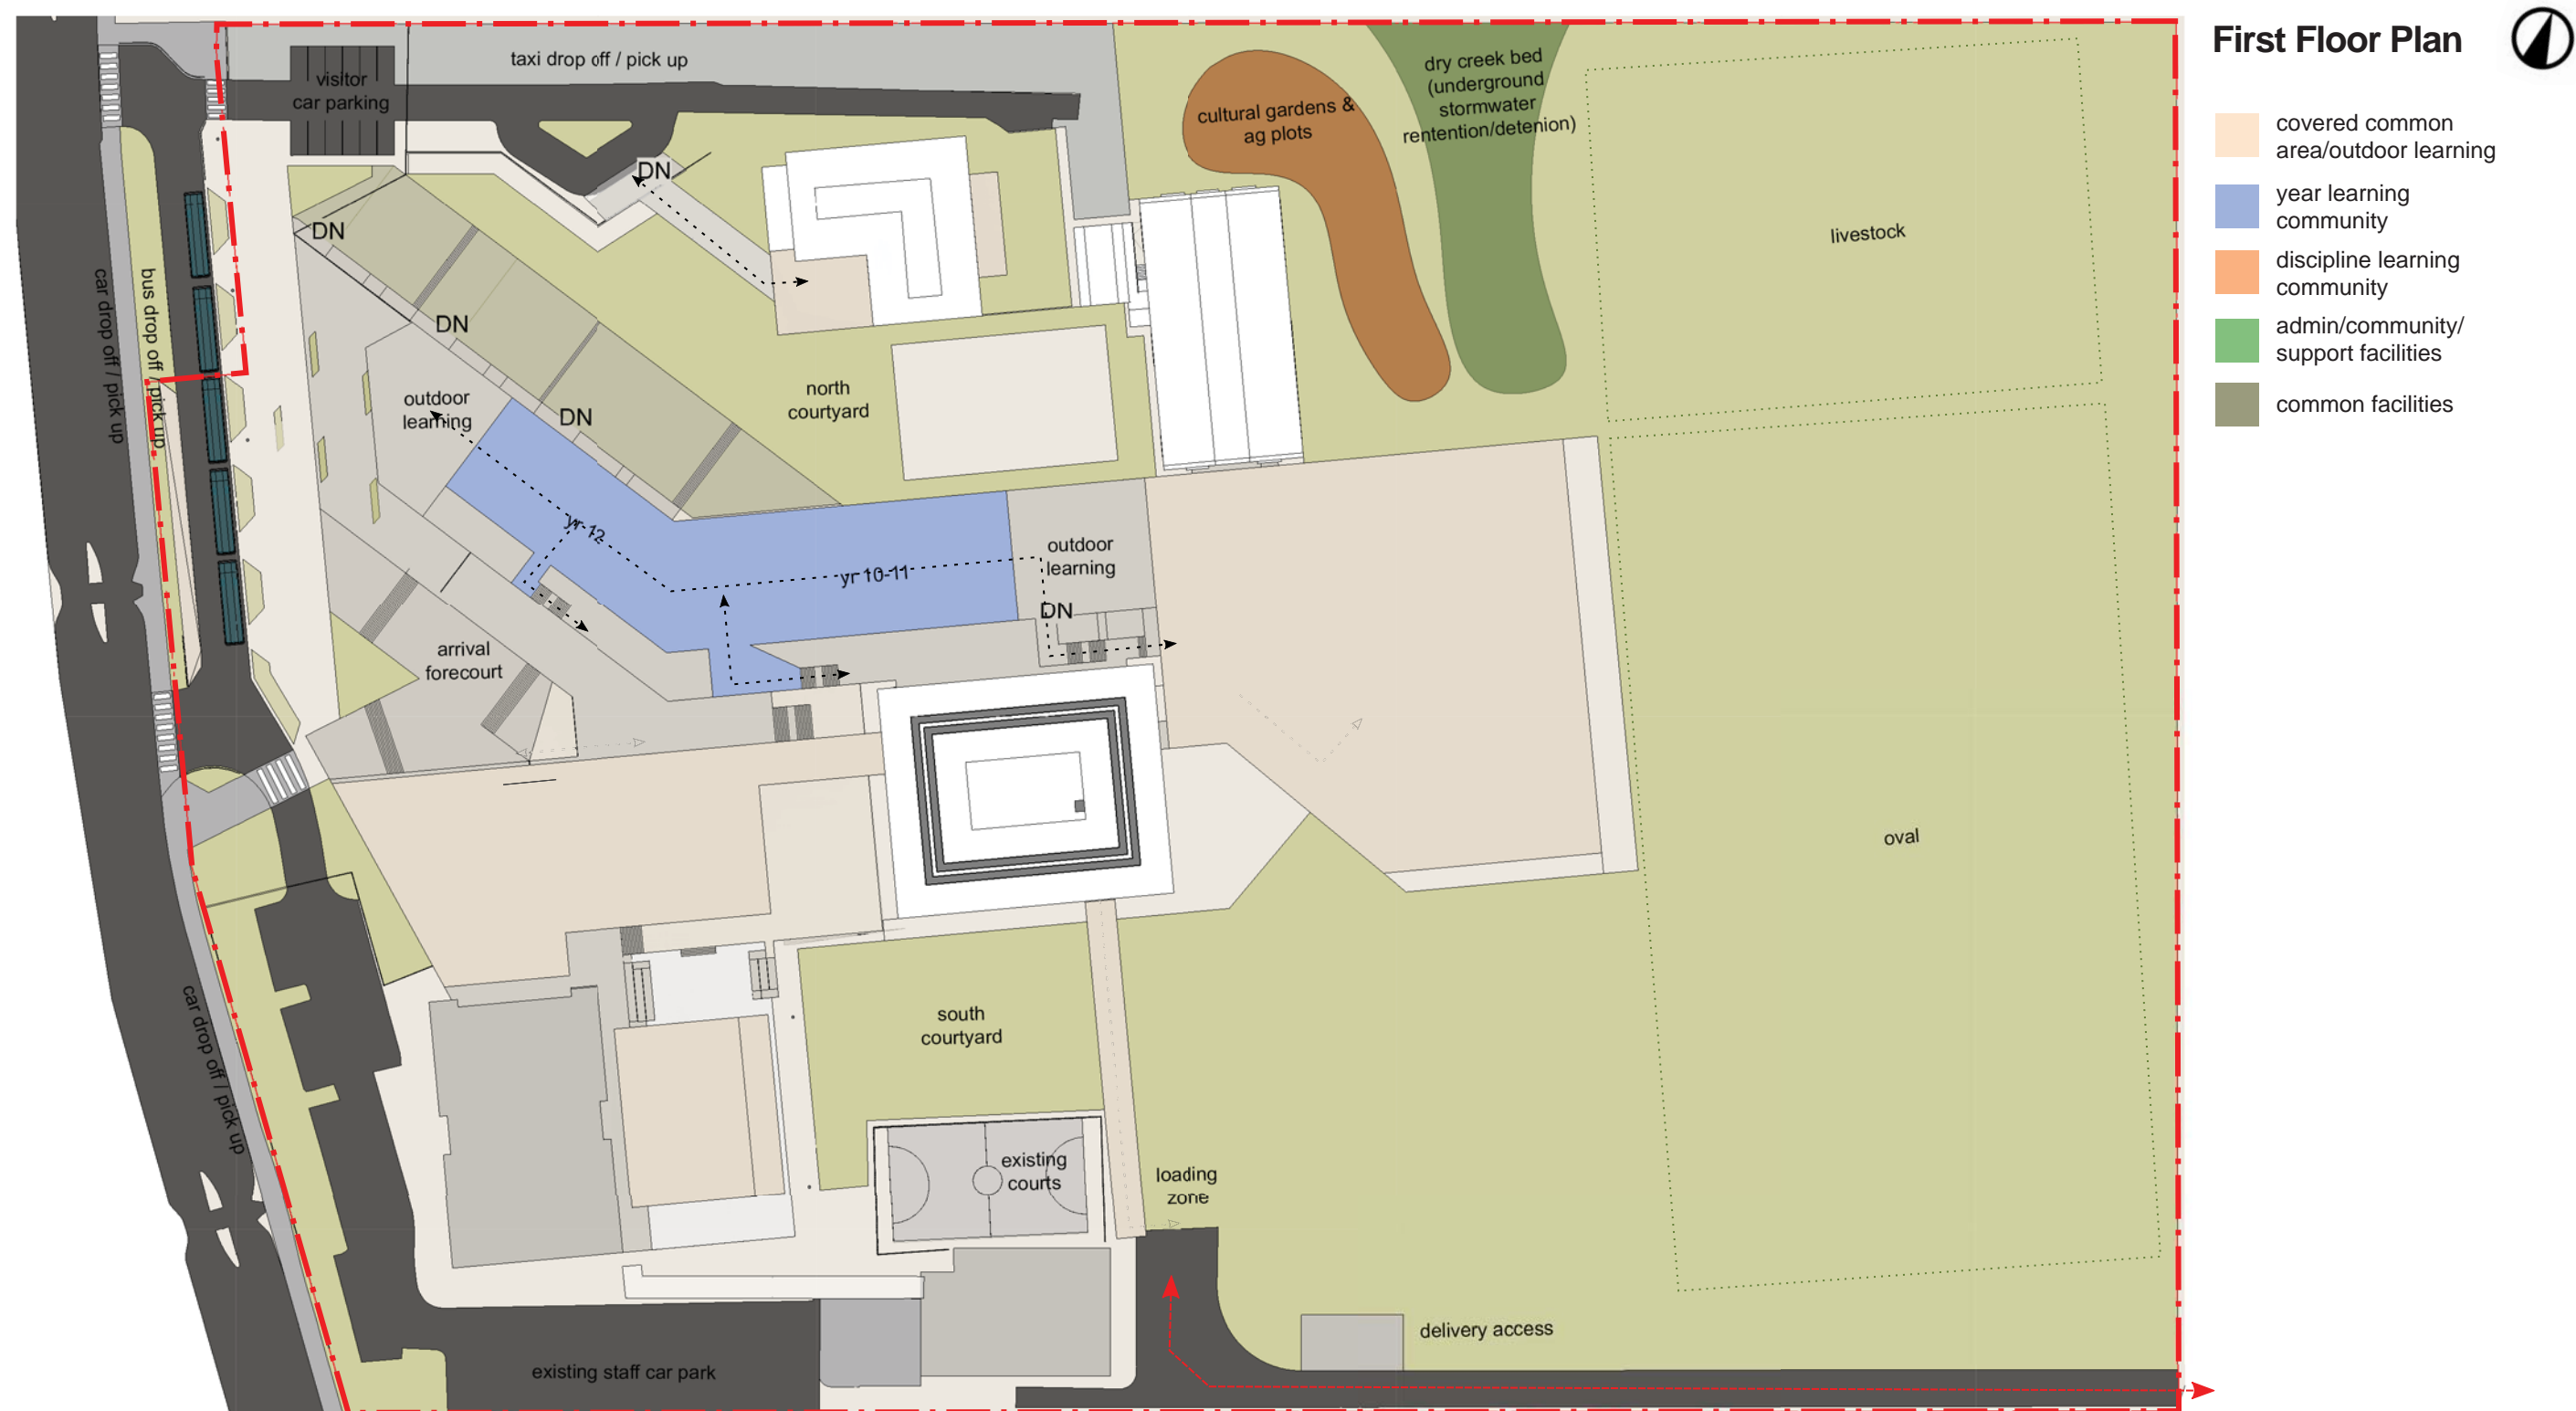 First Floor Plan
covered common
area/outdoor learning
year learning
community
discipline learning
community
admin/community/
support facilities
common facilities
taxi drop off / pick up
visitor
car parking
dry creek bed
(underground
stormwater
rentention/detenion)
cultural gardens &
ag plots
livestock
DN
DN
DN
DN
car drop off / pick up
bus drop off / pick up
outdoor
learning
north
courtyard
yr 12
yr 10-11
outdoor
learning
DN
arrival
forecourt
oval
south
courtyard
car drop off / pick up
existing
courts
loading
zone
delivery access
existing staff car park